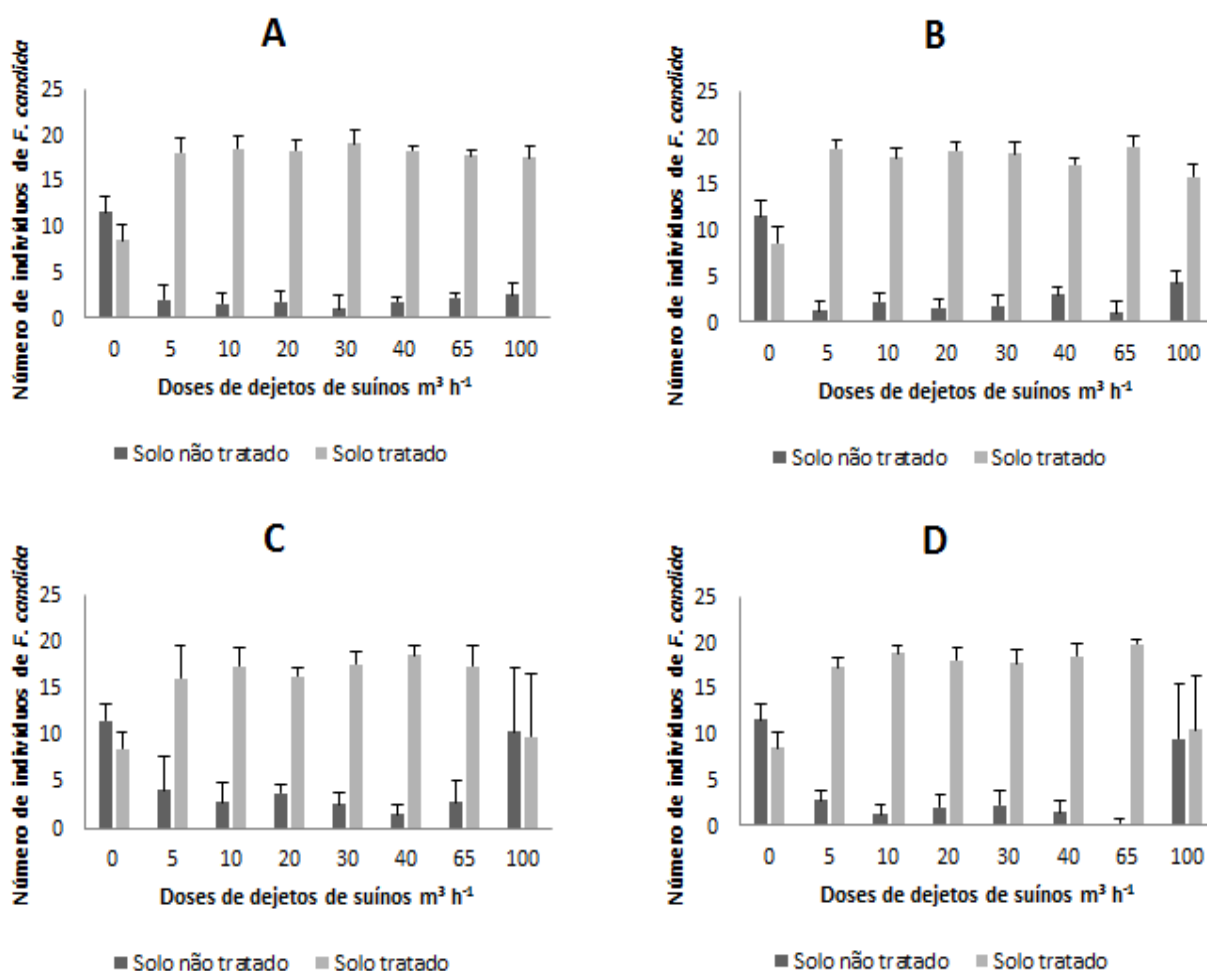 A
Número de indivíduos de F. candida
25
20
15
10
5
0
0 5 10 20 30 40 65 100
Doses de dejetos de suínos m³ h⁻¹
Solo não tratado Solo tratado
B
Número de indivíduos de F. candida
25
20
15
10
5
0
0 5 10 20 30 40 65 100
Doses de dejetos de suínos m³ h⁻¹
Solo não tratado Solo tratado
C
Número de indivíduos de F. candida
25
20
15
10
5
0
0 5 10 20 30 40 65 100
Doses de dejetos de suínos m³ h⁻¹
Solo não tratado Solo tratado
D
Número de indivíduos de F. candida
25
20
15
10
5
0
0 5 10 20 30 40 65 100
Doses de dejetos de suínos m³ h⁻¹
Solo não tratado Solo tratado